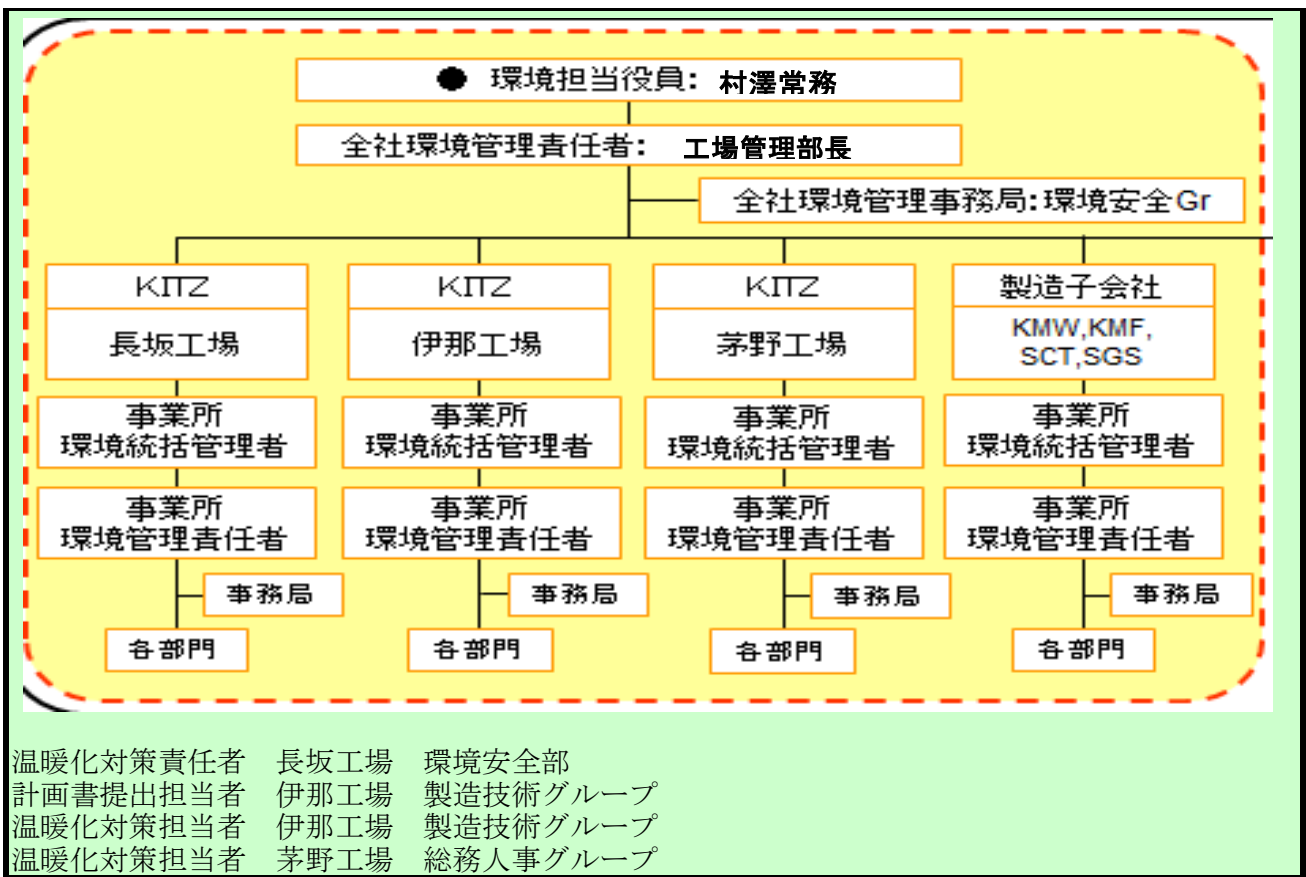 ● 環境担当役員: 村澤常務
全社環境管理責任者: 工場管理部長
全社環境管理事務局:環境安全Gr
KITZ
長坂工場
事業所
環境統括管理者
事業所
環境管理責任者
事務局
各部門
KITZ
伊那工場
事業所
環境統括管理者
事業所
環境管理責任者
事務局
各部門
KITZ
茅野工場
事業所
環境統括管理者
事業所
環境管理責任者
事務局
各部門
製造子会社
KMW,KMF,
SCT,SGS
事業所
環境統括管理者
事業所
環境管理責任者
事務局
各部門
温暖化対策責任者　長坂工場　環境安全部
計画書提出担当者　伊那工場　製造技術グループ
温暖化対策担当者　伊那工場　製造技術グループ
温暖化対策担当者　茅野工場　総務人事グループ